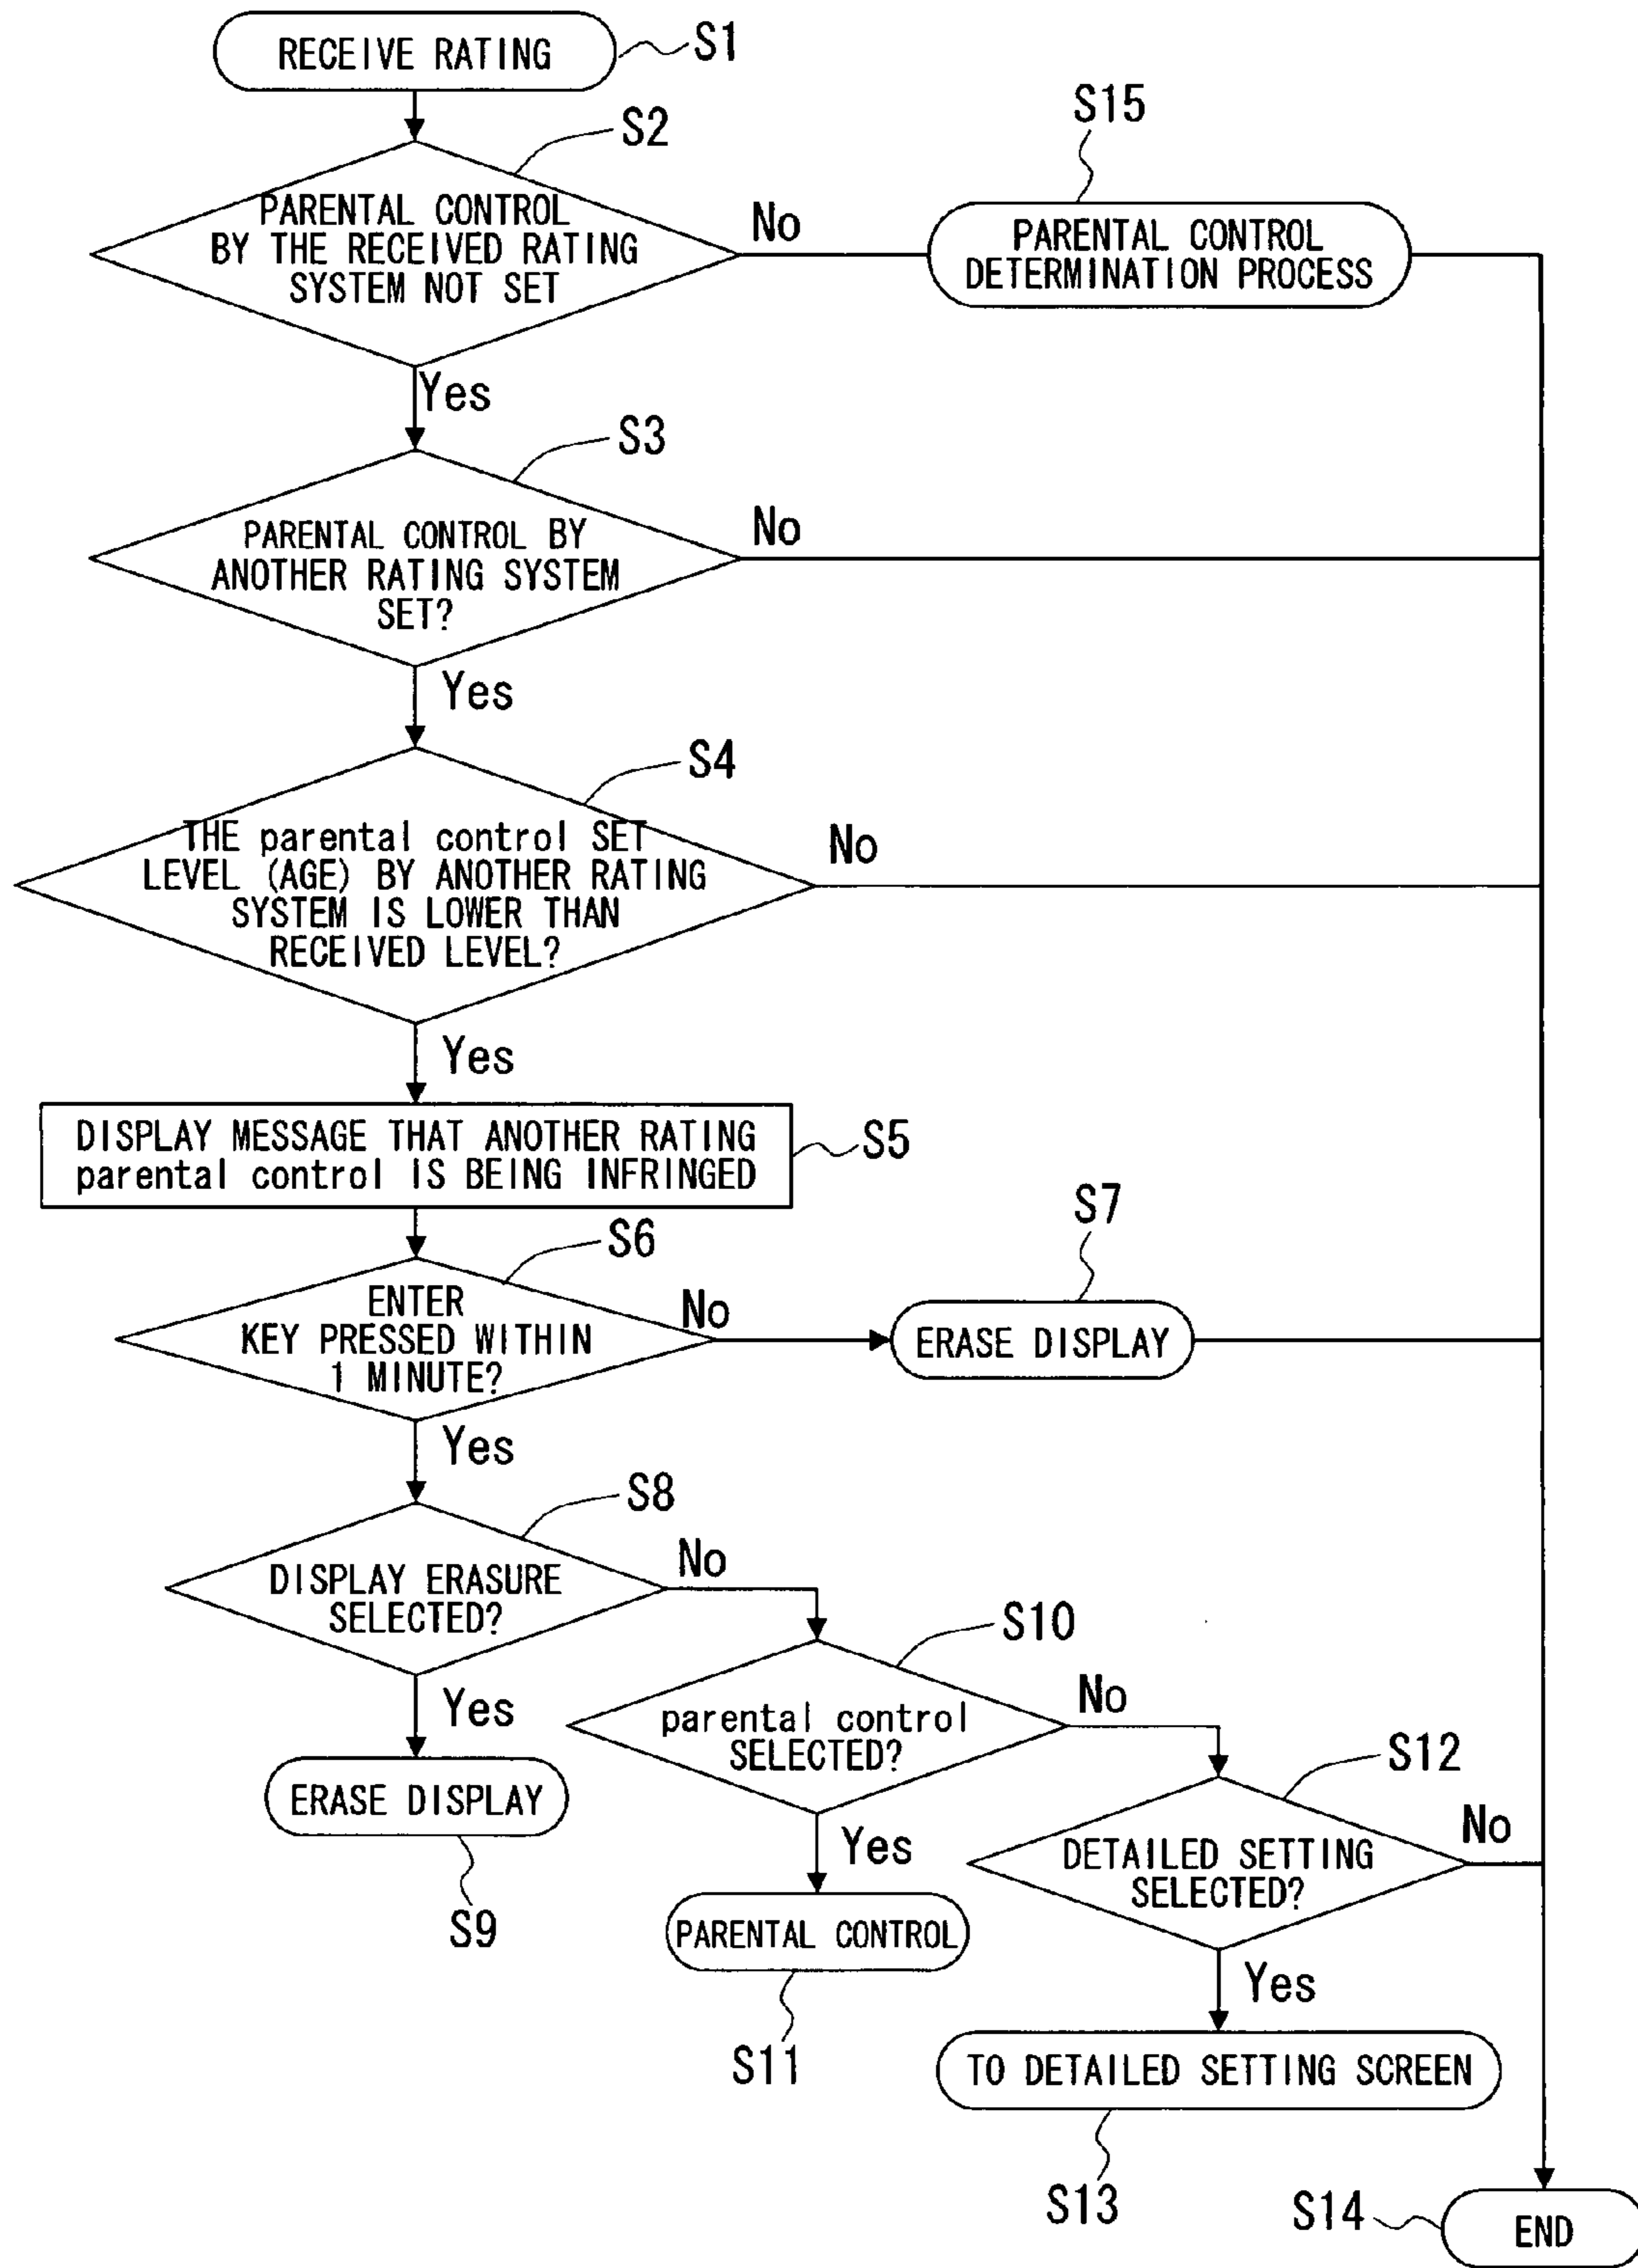 RECEIVE RATING
S1
S2
PARENTAL CONTROL
BY THE RECEIVED RATING
SYSTEM NOT SET
No
S15
PARENTAL CONTROL
DETERMINATION PROCESS
Yes
S3
PARENTAL CONTROL BY
ANOTHER RATING SYSTEM
SET?
No
Yes
S4
THE parental control SET
LEVEL (AGE) BY ANOTHER RATING
SYSTEM IS LOWER THAN
RECEIVED LEVEL?
No
Yes
DISPLAY MESSAGE THAT ANOTHER RATING
parental control IS BEING INFRINGED
S5
S6
ENTER
KEY PRESSED WITHIN
1 MINUTE?
No
S7
ERASE DISPLAY
Yes
S8
DISPLAY ERASURE
SELECTED?
No
Yes
ERASE DISPLAY
S9
S10
parental control
SELECTED?
No
Yes
PARENTAL CONTROL
S11
S12
DETAILED SETTING
SELECTED?
No
Yes
TO DETAILED SETTING SCREEN
S13
S14
END